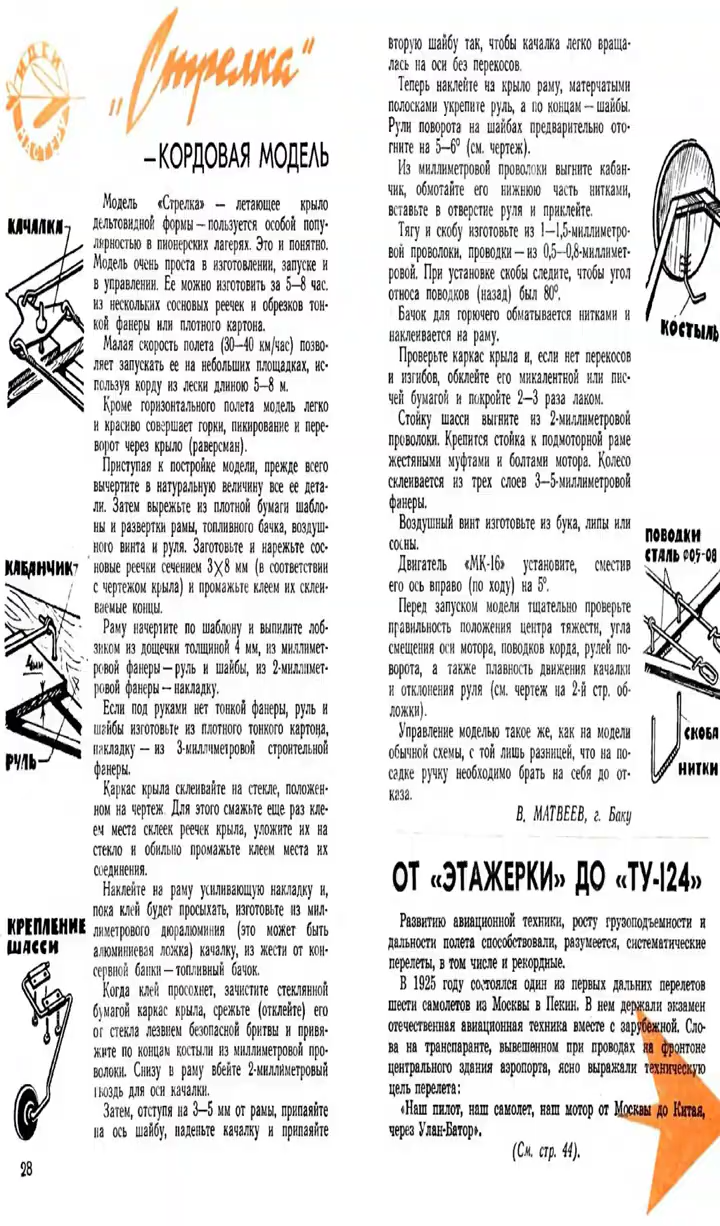 ИДЕИ
МАСТЕРУ
„Стрелка"
—КОРДОВАЯ МОДЕЛЬ
Модель «Стрелка» — летающее крыло
дельтовидной формы — пользуется особой попу-
лярностью в пионерских лагерях. Это и понятно.
Модель очень проста в изготовлении, запуске и
в управлении. Ее можно изготовить за 5—8 час.
из нескольких сосновых реечек и обрезков тон-
кой фанеры или плотного картона.
Малая скорость полета (30—40 км/час) позво-
ляет запускать ее на небольших площадках, ис-
пользуя корду из лески длиною 5—8 м.
Кроме горизонтального полета модель легко
и красиво совершает горки, пикирование и пере-
ворот через крыло (раверсман).
Приступая к постройке модели, прежде всего
вычертите в натуральную величину все ее дета-
ли. Затем вырежьте из плотной бумаги шабло-
ны и развертки рамы, топливного бачка, воздуш-
ного винта и руля. Заготовьте и нарежьте сос-
новые реечки сечением 3×8 мм (в соответствии
с чертежом крыла) и промажьте клеем их склеи-
ваемые концы.
Раму начертите по шаблону и выпилите лоб-
зиком из дощечки толщиной 4 мм, из миллимет-
ровой фанеры — руль и шайбы, из 2-миллимет-
ровой фанеры — накладку.
Если под руками нет тонкой фанеры, руль и
шайбы изготовьте из плотного тонкого картона,
накладку — из 3-миллиметровой строительной
фанеры.
Каркас крыла склеивайте на стекле, положен-
ном на чертеж. Для этого смажьте еще раз кле-
ем места склеек реечек крыла, уложите их на
стекло и обильно промажьте клеем места их
соединения.
Наклейте на раму усиливающую накладку и,
пока клей будет просыхать, изготовьте из мил-
лиметрового дюралюминия (это может быть
алюминиевая ложка) качалку, из жести от кон-
сервной банки — топливный бачок.
Когда клей просохнет, зачистите стеклянной
бумагой каркас крыла, срежьте (отклейте) его
от стекла лезвием безопасной бритвы и привя-
жите по концам костыли из миллиметровой про-
волоки. Снизу в раму вбейте 2-миллиметровый
гвоздь для оси качалки.
Затем, отступя на 3—5 мм от рамы, припаяйте
на ось шайбу, наденьте качалку и припаяйте
КАЧАЛКА
КАБАНЧИК
4мм
РУЛЬ
КРЕПЛЕНИЕ
ШАССИ
28
вторую шайбу так, чтобы качалка легко враща-
лась на оси без перекосов.
Теперь наклейте на крыло раму, матерчатыми
полосками укрепите руль, а по концам — шайбы.
Рули поворота на шайбах предварительно ото-
гните на 5—6° (см. чертеж).
Из миллиметровой проволоки выгните кабан-
чик, обмотайте его нижнюю часть нитками,
вставьте в отверстие руля и приклейте.
Тягу и скобу изготовьте из 1—1,5-миллиметро-
вой проволоки, проводки — из 0,5—0,8-миллимет-
ровой. При установке скобы следите, чтобы угол
относа поводков (назад) был 80°.
Бачок для горючего обматывается нитками и
наклеивается на раму.
Проверьте каркас крыла и, если нет перекосов
и изгибов, обклейте его микалентной или пис-
чей бумагой и покройте 2—3 раза лаком.
Стойку шасси выгните из 2-миллиметровой
проволоки. Крепится стойка к подмоторной раме
жестяными муфтами и болтами мотора. Колесо
склеивается из трех слоев 3—5-миллиметровой
фанеры.
Воздушный винт изготовьте из бука, липы или
сосны.
Двигатель «МК-16» установите, сместив
его ось вправо (по ходу) на 5°.
Перед запуском модели тщательно проверьте
правильность положения центра тяжести, угла
смещения оси мотора, поводков корда, рулей по-
ворота, а также плавность движения качалки
и отклонения руля (см. чертеж на 2-й стр. об-
ложки).
Управление моделью такое же, как на модели
обычной схемы, с той лишь разницей, что на по-
садке ручку необходимо брать на себя до от-
каза.
В. МАТВЕЕВ, г. Баку
КОСТЫЛЬ
ПОВОДКИ
СТАЛЬ Ф05-08
СКОБА
НИТКИ
ОТ «ЭТАЖЕРКИ» ДО «ТУ-124»
Развитию авиационной техники, росту грузоподъемности и
дальности полета способствовали, разумеется, систематические
перелеты, в том числе и рекордные.
В 1925 году состоялся один из первых дальних перелетов
шести самолетов из Москвы в Пекин. В нем держали экзамен
отечественная авиационная техника вместе с зарубежной. Сло-
ва на транспаранте, вывешенном при проводах на фронтоне
центрального здания аэропорта, ясно выражали техническую
цель перелета:
«Наш пилот, наш самолет, наш мотор от Москвы до Китая,
через Улан-Батор».
(См. стр. 44).